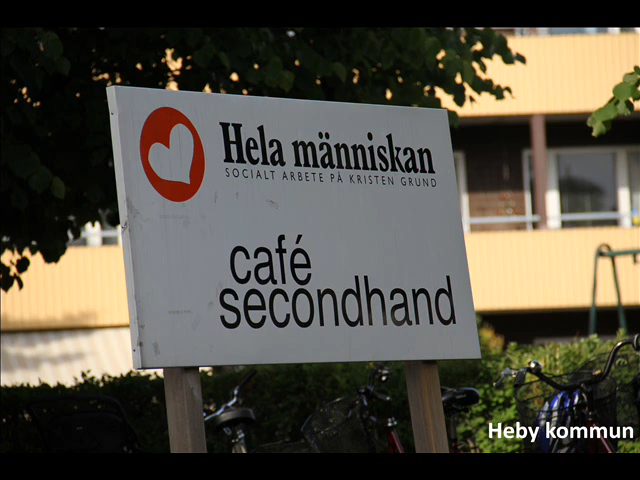 Hela människan
SOCIALT ARBETE PÅ KRISTEN GRUND
café
secondhand
Heby kommun